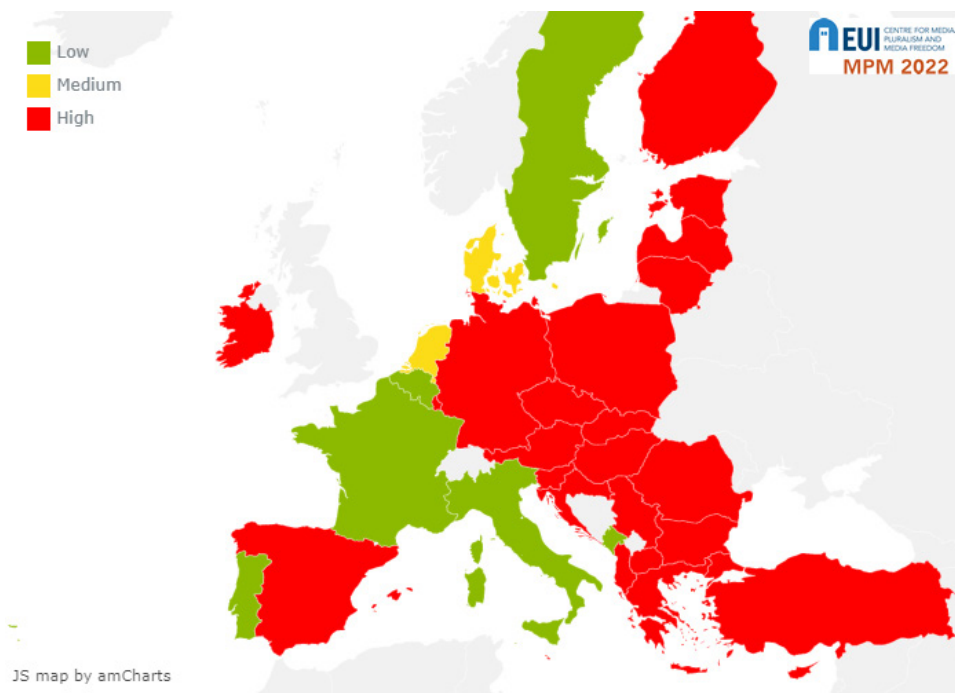 Low
Medium
High
EUI
CENTRE FOR MEDIA
PLURALISM AND
MEDIA FREEDOM
MPM 2022
JS map by amCharts